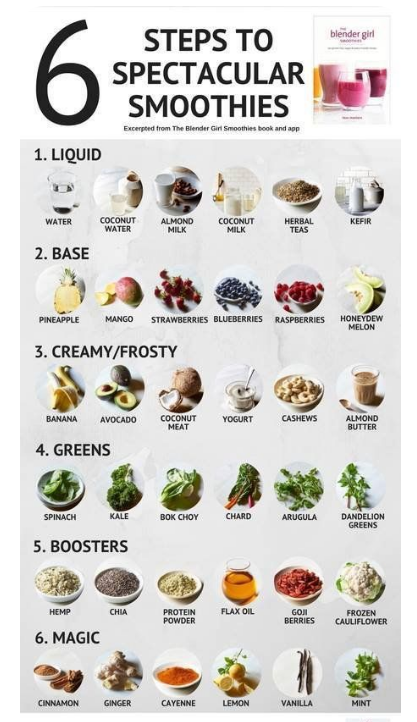 6
STEPS TO
SPECTACULAR
SMOOTHIES
Excerpted from The Blender Girl Smoothies book and app
THE
blender girl
SMOOTHIES
1. LIQUID
WATER
COCONUT
WATER
ALMOND
MILK
COCONUT
MILK
HERBAL
TEAS
KEFIR
2. BASE
PINEAPPLE
MANGO
STRAWBERRIES
BLUEBERRIES
RASPBERRIES
HONEYDEW
MELON
3. CREAMY/FROSTY
BANANA
AVOCADO
COCONUT
MEAT
YOGURT
CASHEWS
ALMOND
BUTTER
4. GREENS
SPINACH
KALE
BOK CHOY
CHARD
ARUGULA
DANDELION
GREENS
5. BOOSTERS
HEMP
CHIA
PROTEIN
POWDER
FLAX OIL
GOJI
BERRIES
FROZEN
CAULIFLOWER
6. MAGIC
CINNAMON
GINGER
CAYENNE
LEMON
VANILLA
MINT